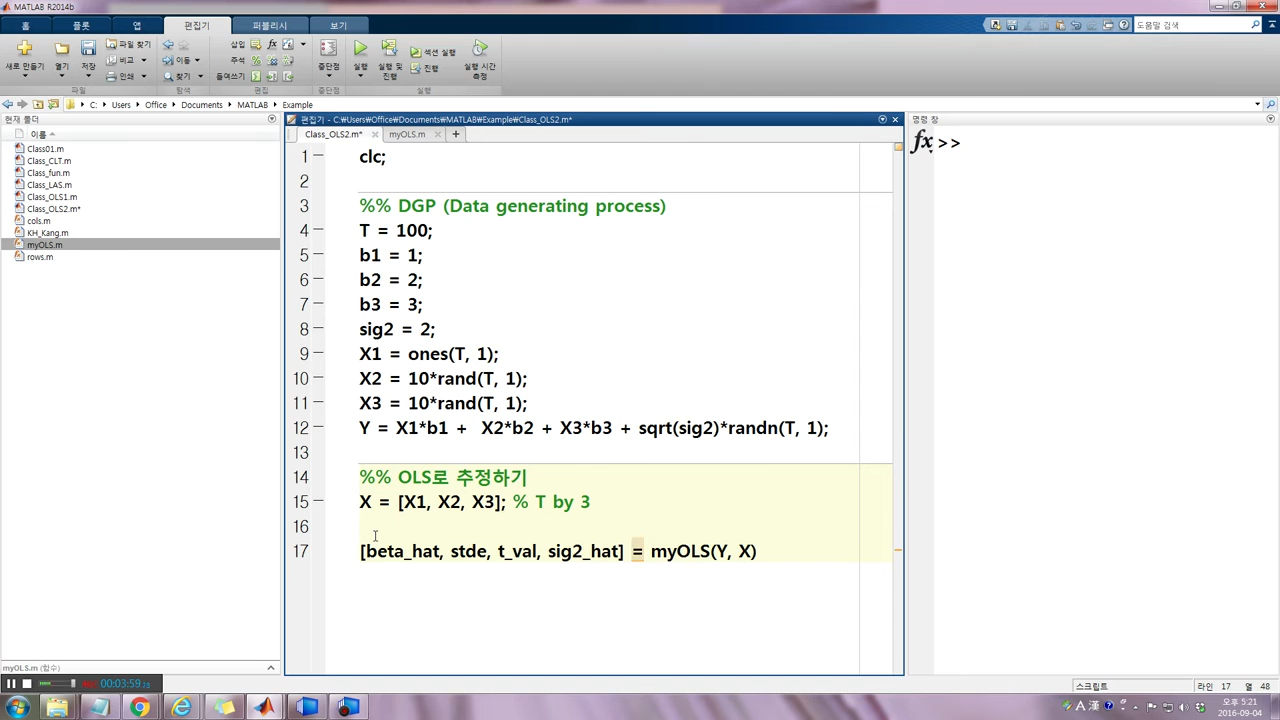 MATLAB R2014b
홈 플롯 앱 편집기 퍼블리시 보기
도움말 검색
새로 만들기 열기 저장 파일 찾기 비교 인쇄 이동 찾기 삽입 fx 주석 들여쓰기 중단점 실행 실행 및 진행 섹션 실행 진행 실행 시간 측정
파일 탐색 편집 중단점 실행
C: Users Office Documents MATLAB Example
현재 폴더
이름
Class01.m
Class_CLT.m
Class_fun.m
Class_LAS.m
Class_OLS1.m
Class_OLS2.m*
cols.m
KH_Kang.m
myOLS.m
rows.m
myOLS.m (함수)
편집기 - C:\Users\Office\Documents\MATLAB\Example\Class_OLS2.m*
Class_OLS2.m* myOLS.m
1 clc;
2
3 %% DGP (Data generating process)
4 T = 100;
5 b1 = 1;
6 b2 = 2;
7 b3 = 3;
8 sig2 = 2;
9 X1 = ones(T, 1);
10 X2 = 10*rand(T, 1);
11 X3 = 10*rand(T, 1);
12 Y = X1*b1 + X2*b2 + X3*b3 + sqrt(sig2)*randn(T, 1);
13
14 %% OLS로 추정하기
15 X = [X1, X2, X3]; % T by 3
16
17 [beta_hat, stde, t_val, sig2_hat] = myOLS(Y, X)
명령 창
fx >>
스크립트 라인 17 열 48
00:03:59
A 漢
오후 5:21
2016-09-04